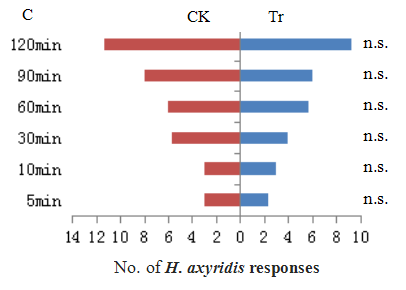 C CK Tr
120min n.s.
90min n.s.
60min n.s.
30min n.s.
10min n.s.
5min n.s.
14 12 10 8 6 4 2 0 2 4 6 8 10
No. of H. axyridis responses